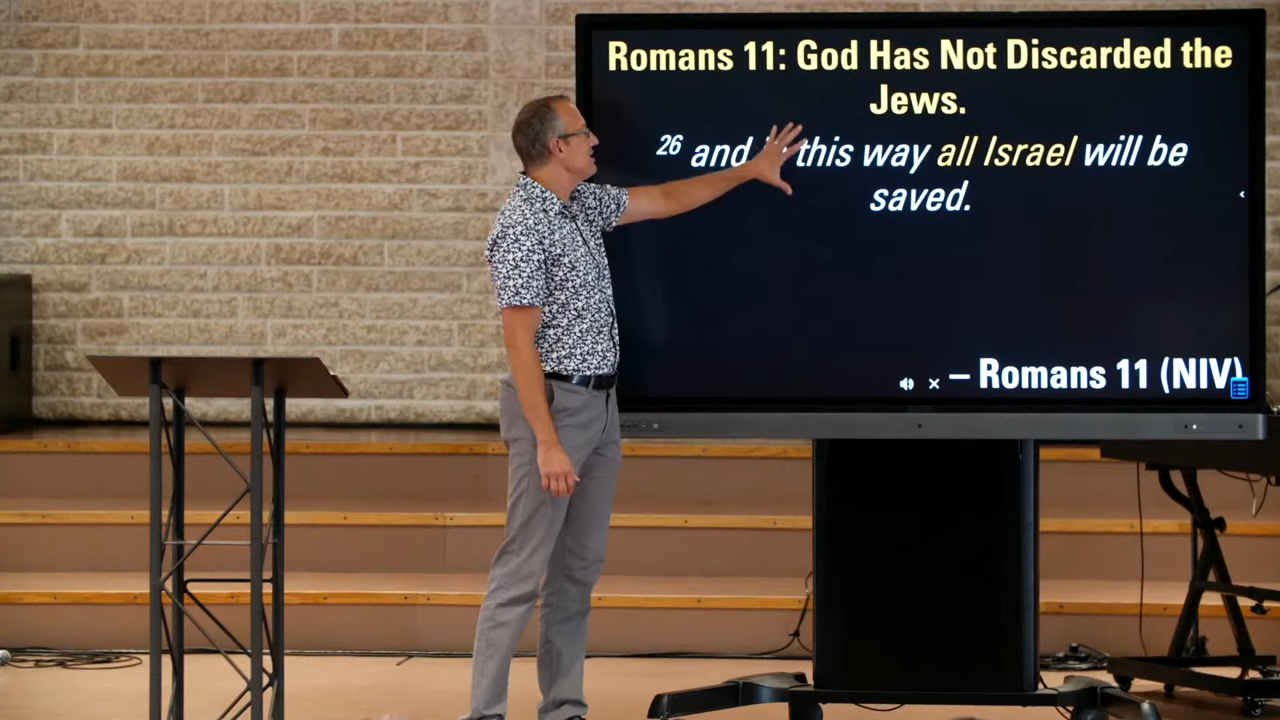 Romans 11: God Has Not Discarded the
Jews.
26 and this way all Israel will be
saved.
– Romans 11 (NIV)